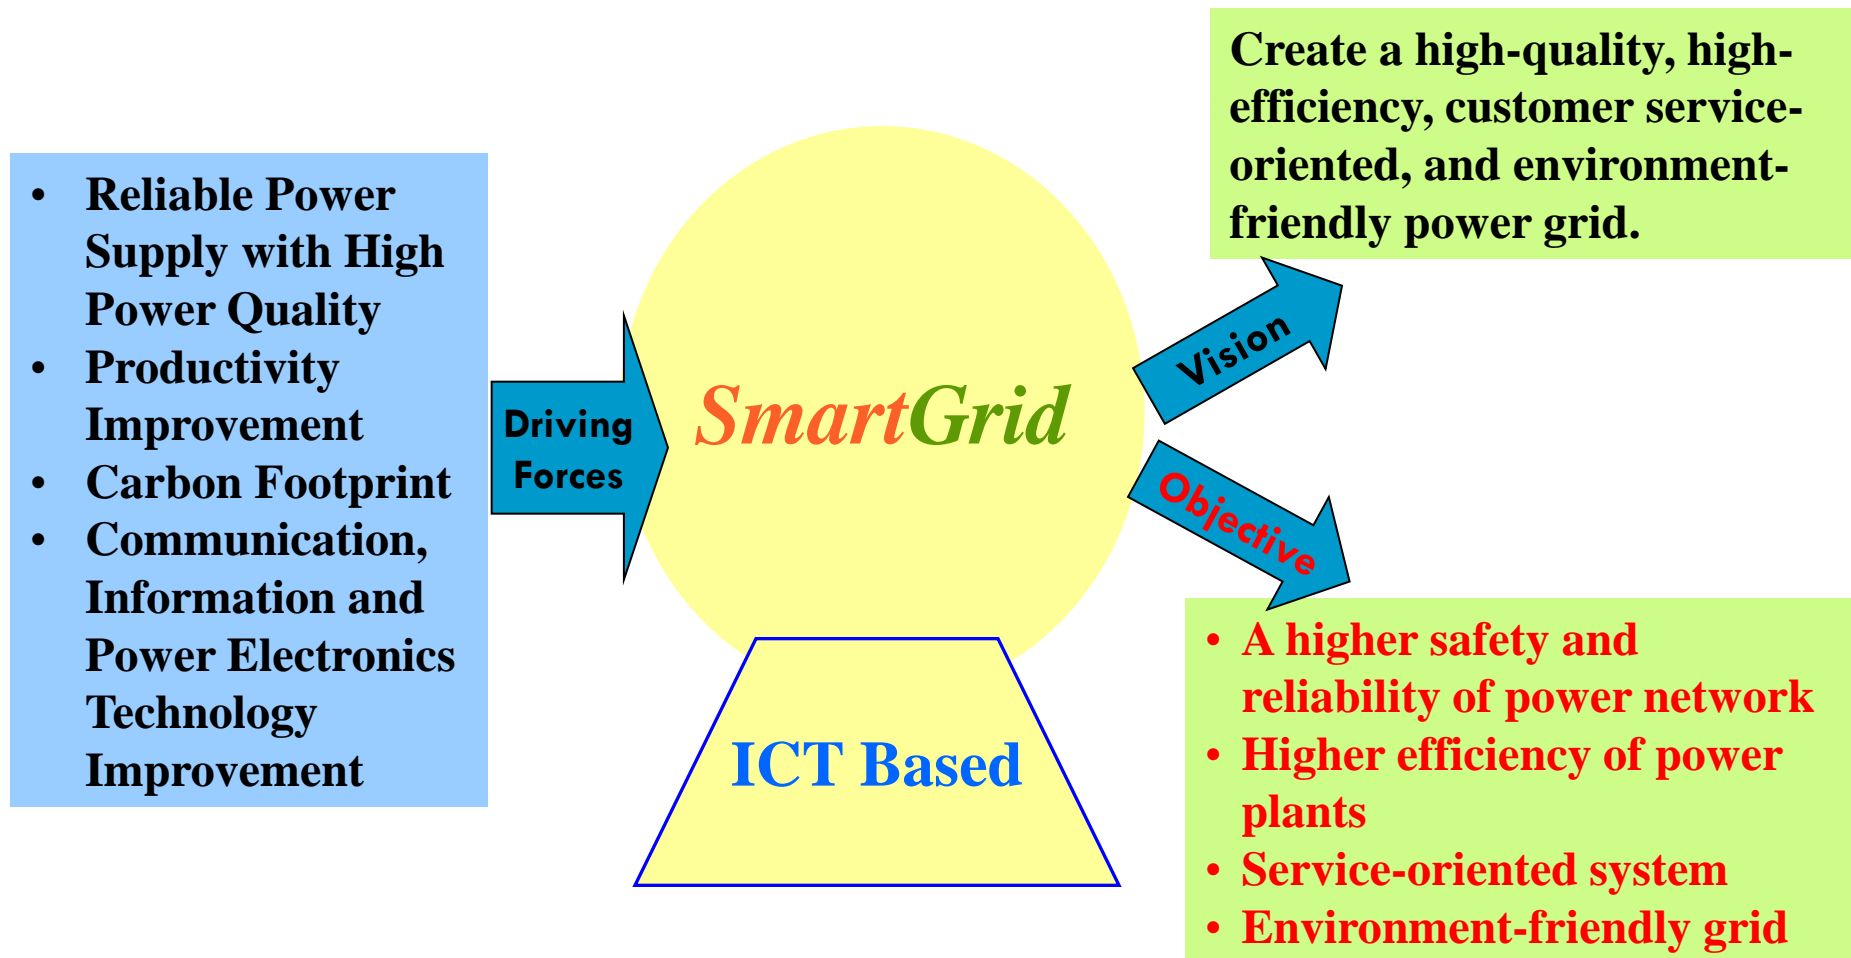 • Reliable Power
Supply with High
Power Quality
• Productivity
Improvement
• Carbon Footprint
• Communication,
Information and
Power Electronics
Technology
Improvement
Driving
Forces
SmartGrid
ICT Based
Vision
Create a high-quality, high-
efficiency, customer service-
oriented, and environment-
friendly power grid.
Objective
• A higher safety and
reliability of power network
• Higher efficiency of power
plants
• Service-oriented system
• Environment-friendly grid